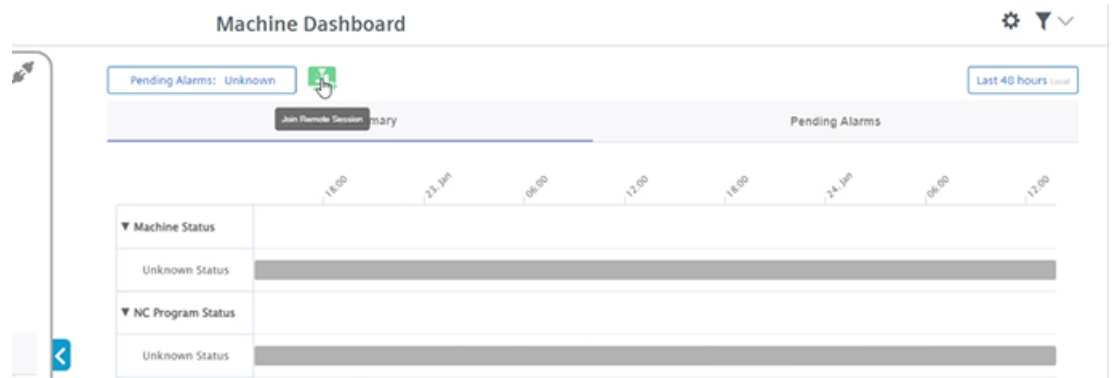 Machine Dashboard
Pending Alarms: Unknown
Last 48 hours Local
Join Remote Session
mary
Pending Alarms
18:00
23. Jan
06:00
12:00
18:00
24. Jan
06:00
12:00
▼ Machine Status
Unknown Status
▼ NC Program Status
Unknown Status